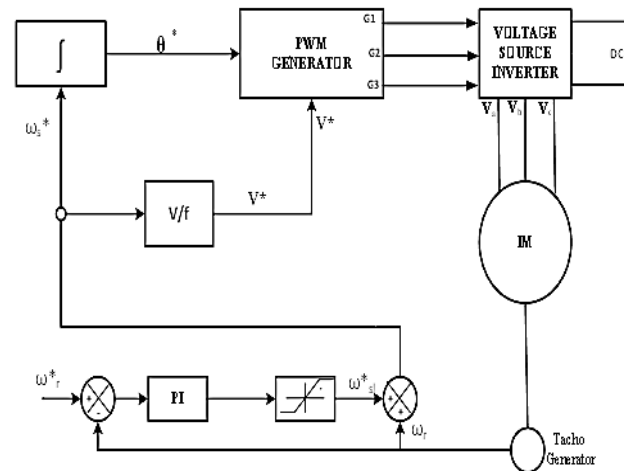 ∫
θ*
PWM
GENERATOR
G1
G2
G3
VOLTAGE
SOURCE
INVERTER
DC
Va Vb Vc
ωs*
V*
V/f
V*
IM
ω*r
+
-
PI
ω*sl
+
+
ωr
Tacho
Generator